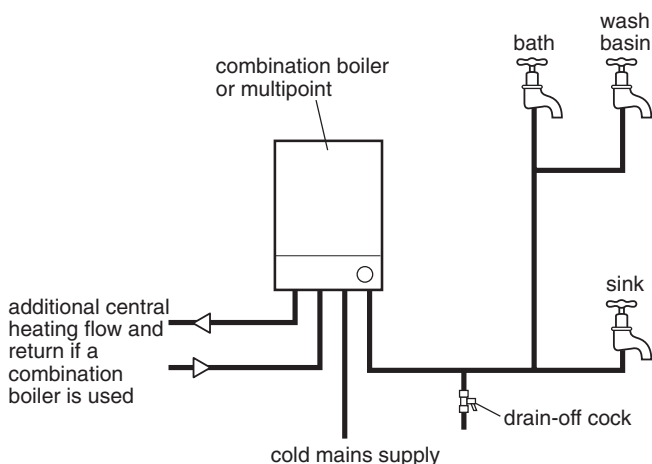 wash
basin
bath
combination boiler
or multipoint
sink
additional central
heating flow and
return if a
combination
boiler is used
drain-off cock
cold mains supply